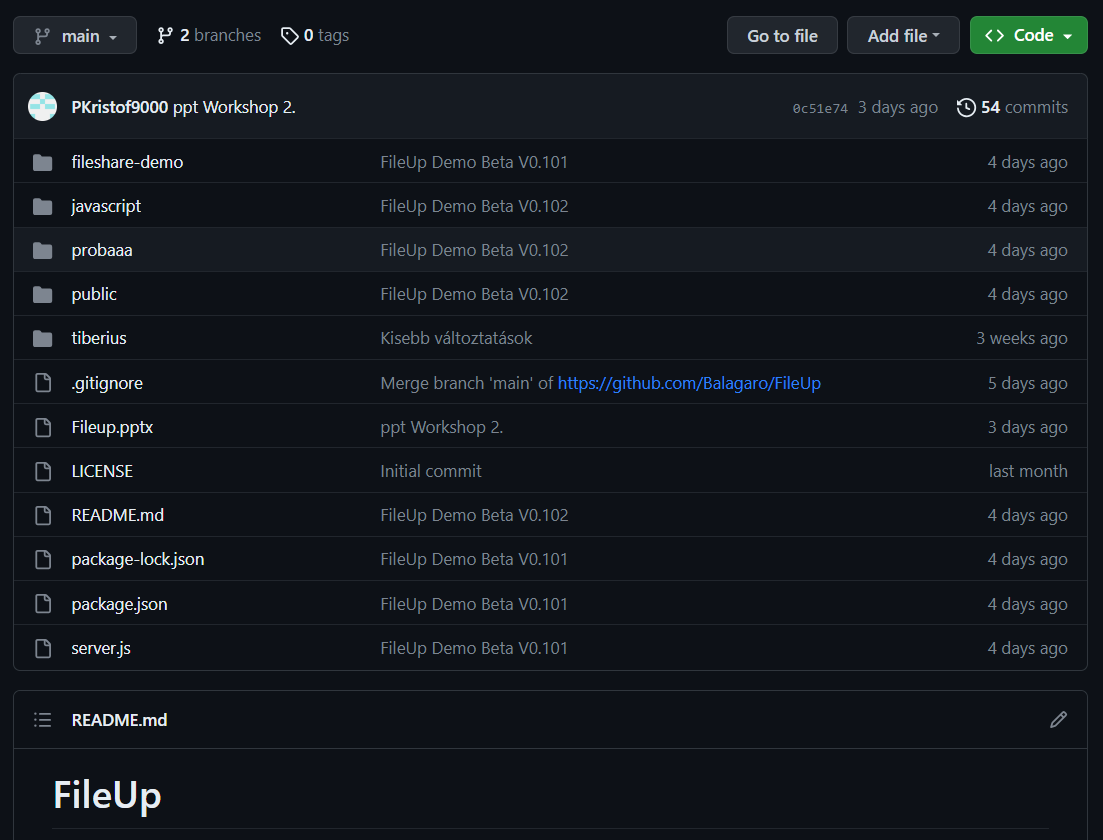 main 2 branches 0 tags Go to file Add file Code
PKristof9000 ppt Workshop 2. 0c51e74 3 days ago 54 commits
fileshare-demo FileUp Demo Beta V0.101 4 days ago
javascript FileUp Demo Beta V0.102 4 days ago
probaaa FileUp Demo Beta V0.102 4 days ago
public FileUp Demo Beta V0.102 4 days ago
tiberius Kisebb változtatások 3 weeks ago
.gitignore Merge branch 'main' of https://github.com/Balagaro/FileUp 5 days ago
Fileup.pptx ppt Workshop 2. 3 days ago
LICENSE Initial commit last month
README.md FileUp Demo Beta V0.102 4 days ago
package-lock.json FileUp Demo Beta V0.101 4 days ago
package.json FileUp Demo Beta V0.101 4 days ago
server.js FileUp Demo Beta V0.101 4 days ago
README.md
FileUp